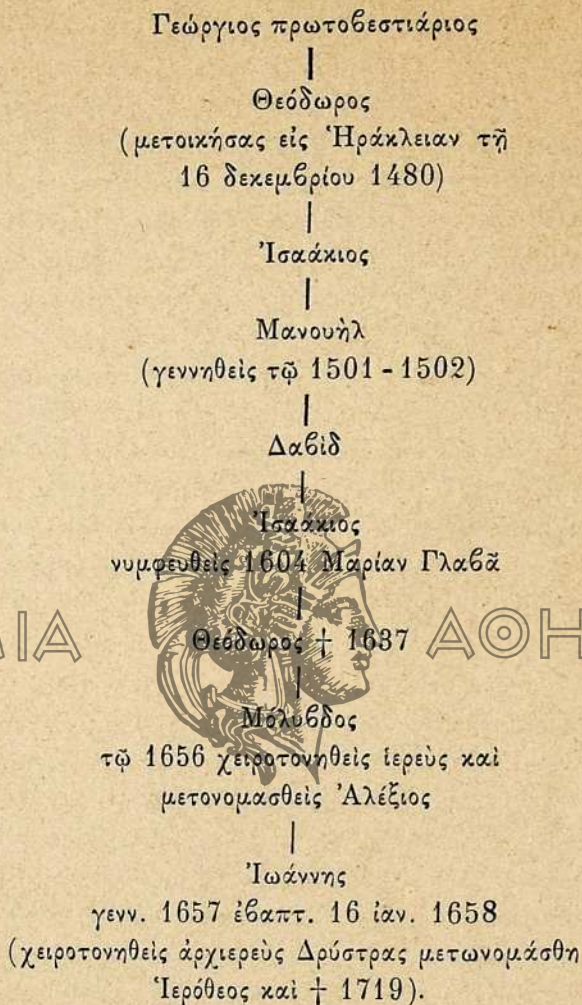 Γεώργιος πρωτοβεστιάριος
Θεόδωρος
(μετοικήσας εἰς Ἡράκλειαν τῇ
16 δεκεμβρίου 1480)
Ἰσαάκιος
Μανουὴλ
(γεννηθεὶς τῷ 1501 - 1502)
Δαβὶδ
Ἰσαάκιος
νυμφευθεὶς 1604 Μαρίαν Γλαβᾶ
Θεόδωρος † 1637
ΜΙΑ ΑΘΗ
Μόλυβδος
τῷ 1656 χειροτονηθεὶς ἱερεὺς καὶ
μετονομασθεὶς Ἀλέξιος
Ἰωάννης
γενν. 1657 ἐβαπτ. 16 ἰαν. 1658
(χειροτονηθεὶς ἀρχιερεὺς Δρύστρας μετωνομάσθη
Ἱερόθεος καὶ † 1719).